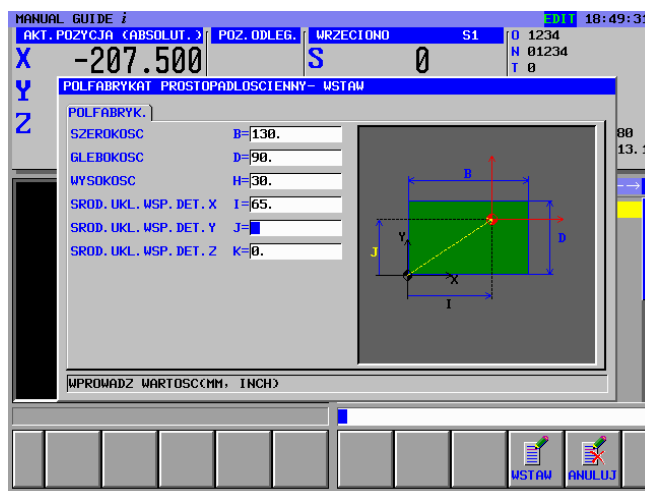 MANUAL GUIDE i EDIT 18:49:31
AKT.POZYCJA (ABSOLUT.) POZ.ODLEG. WRZECIONO S1 O 1234
X -207.500 S 0 N 01234
T 0
Y
Z
80
13.1
POLFABRYKAT PROSTOPADLOSCIENNY- WSTAW
POLFABRYK.
SZEROKOSC B=130.
GLEBOKOSC D=90.
WYSOKOSC H=30.
SROD.UKL.WSP.DET.X I=65.
SROD.UKL.WSP.DET.Y J=
SROD.UKL.WSP.DET.Z K=0.
B
D
J
Y
X
I
WPROWADZ WARTOSC(MM, INCH)
WSTAW ANULUJ